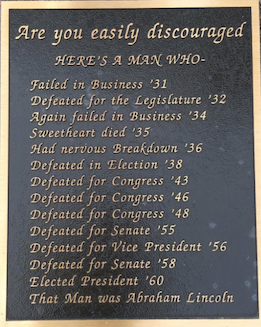 Are you easily discouraged
HERE'S A MAN WHO-
Failed in Business '31
Defeated for the Legislature '32
Again failed in Business '34
Sweetheart died '35
Had nervous Breakdown '36
Defeated in Election '38
Defeated for Congress '43
Defeated for Congress '46
Defeated for Congress '48
Defeated for Senate '55
Defeated for Vice President '56
Defeated for Senate '58
Elected President '60
That Man was Abraham Lincoln